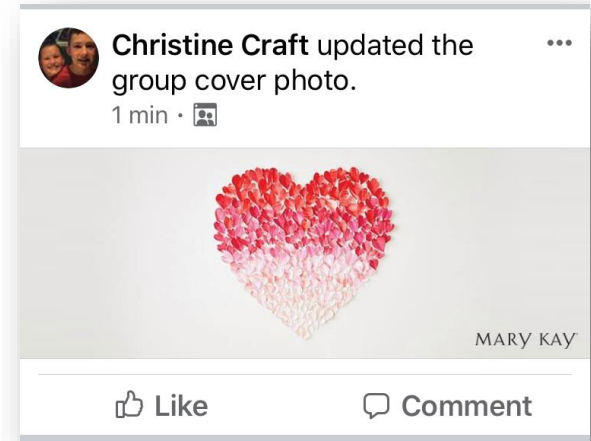 Christine Craft updated the
group cover photo.
1 min ·
MARY KAY
Like
Comment